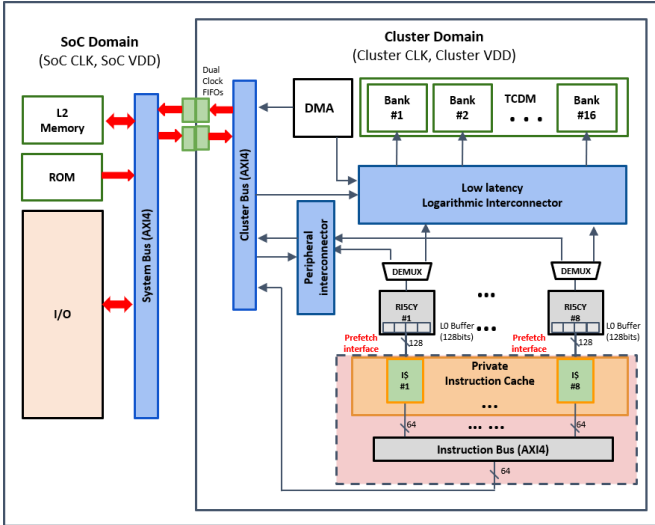 SoC Domain
(SoC CLK, SoC VDD)
Cluster Domain
(Cluster CLK, Cluster VDD)
Dual
Clock
FIFOs
L2
Memory
ROM
I/O
System Bus (AXI4)
Cluster Bus (AXI4)
DMA
Bank
#1
Bank
#2
TCDM
. . .
Bank
#16
Low latency
Logarithmic Interconnector
Peripheral
interconnector
DEMUX
DEMUX
RI5CY
#1
...
RI5CY
#8
L0 Buffer
(128bits)
...
L0 Buffer
(128bits)
Prefetch
interface
128
Prefetch
interface
128
Private
Instruction Cache
I$
#1
I$
#8
...
64
... ...
64
Instruction Bus (AXI4)
64